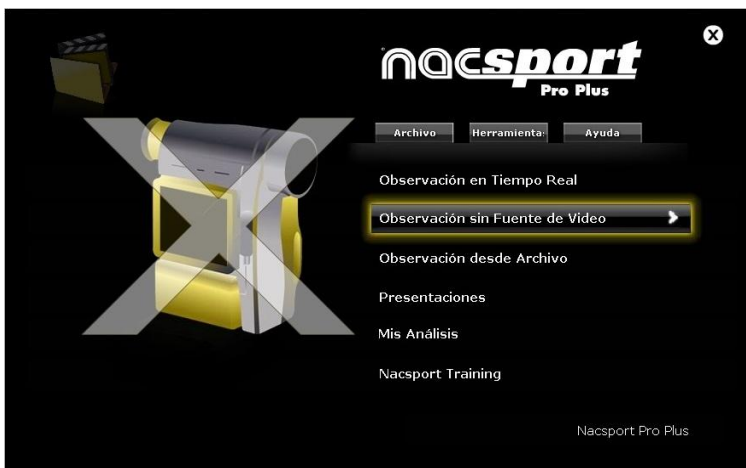 nacsport
Pro Plus
Archivo Herramienta: Ayuda
Observación en Tiempo Real
Observación sin Fuente de Video
Observación desde Archivo
Presentaciones
Mis Análisis
Nacsport Training
Nacsport Pro Plus